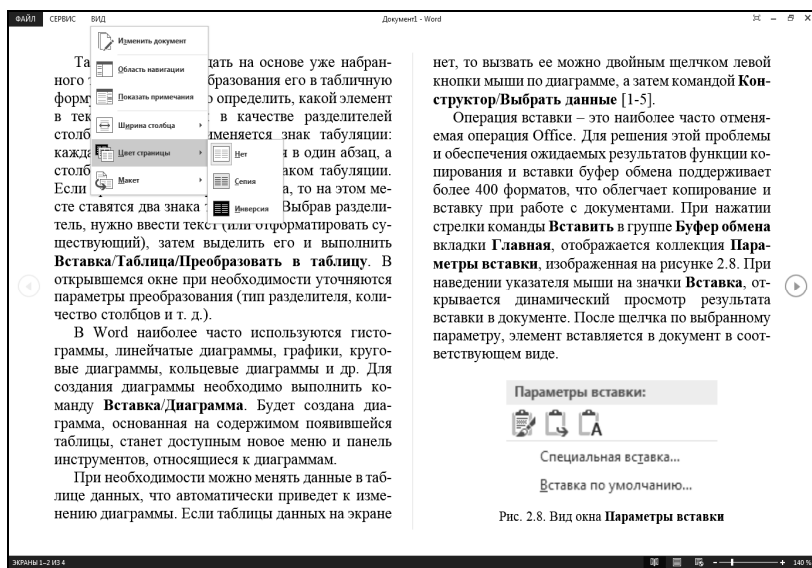 ФАЙЛ СЕРВИС ВИД Документ1 - Word
Изменить документ
Область навигации
Показать примечания
Ширина столбца
Цвет страницы
Макет
Нет
Сепия
Инверсия
Та дать на основе уже набран-
ного бразования его в табличную
форм о определить, какой элемент
в тек в качестве разделителей
столб именяется знак табуляции:
кажда в один абзац, а
столб аком табуляции.
Если а, то на этом ме-
сте ставятся два знака Выбрав раздели-
тель, нужно ввести текст (или отформатировать су-
ществующий), затем выделить его и выполнить
Вставка/Таблица/Преобразовать в таблицу. В
открывшемся окне при необходимости уточняются
параметры преобразования (тип разделителя, коли-
чество столбцов и т. д.).
В Word наиболее часто используются гисто-
граммы, линейчатые диаграммы, графики, круго-
вые диаграммы, кольцевые диаграммы и др. Для
создания диаграммы необходимо выполнить ко-
манду Вставка/Диаграмма. Будет создана диа-
грамма, основанная на содержимом появившейся
таблицы, станет доступным новое меню и панель
инструментов, относящиеся к диаграммам.
При необходимости можно менять данные в таб-
лице данных, что автоматически приведет к изме-
нению диаграммы. Если таблицы данных на экране
нет, то вызвать ее можно двойным щелчком левой
кнопки мыши по диаграмме, а затем командой Кон-
структор/Выбрать данные [1-5].
Операция вставки – это наиболее часто отменя-
емая операция Office. Для решения этой проблемы
и обеспечения ожидаемых результатов функции ко-
пирования и вставки буфер обмена поддерживает
более 400 форматов, что облегчает копирование и
вставку при работе с документами. При нажатии
стрелки команды Вставить в группе Буфер обмена
вкладки Главная, отображается коллекция Пара-
метры вставки, изображенная на рисунке 2.8. При
наведении указателя мыши на значки Вставка, от-
крывается динамический просмотр результата
вставки в документе. После щелчка по выбранному
параметру, элемент вставляется в документ в соот-
ветствующем виде.
Параметры вставки:
Специальная вставка...
Вставка по умолчанию...
Рис. 2.8. Вид окна Параметры вставки
ЭКРАНЫ 1–2 ИЗ 4 140 %